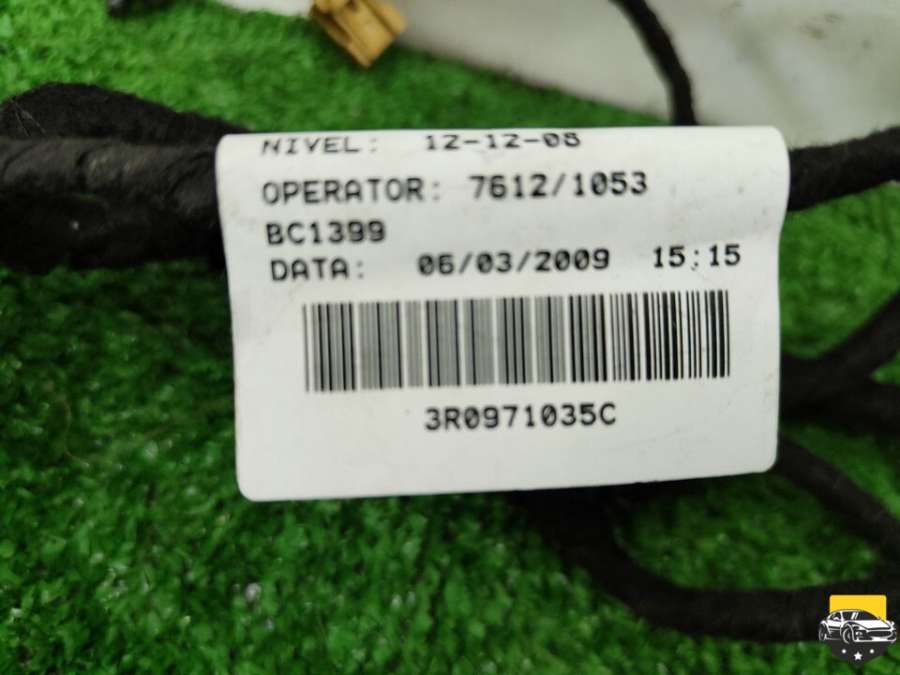 NIVEL: 12-12-08
OPERATOR: 7612/1053
BC1399
DATA: 06/03/2009 15:15
3R0971035C